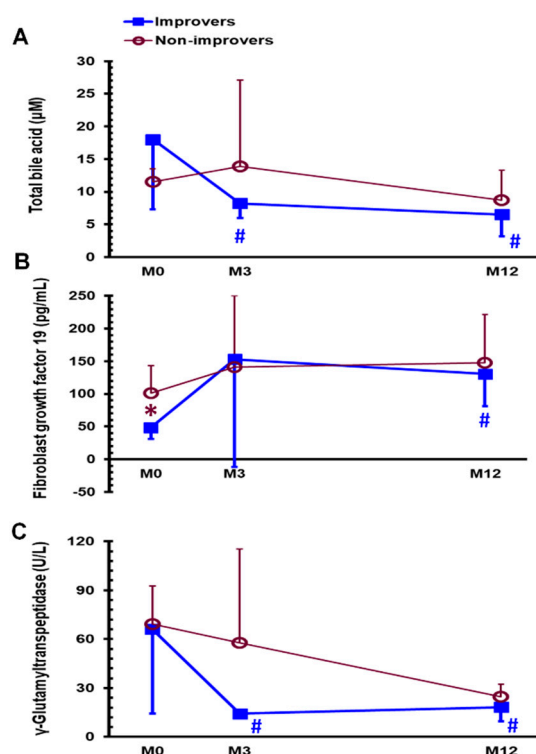 Improvers
Non-improvers
A
Total bile acid (μM)
30
25
20
15
10
5
0
M0 M3 M12
#
#
B
Fibroblast growth factor 19 (pg/mL)
250
200
150
100
50
0
-50
M0 M3 M12
*
#
C
γ-Glutamyltranspeptidase (U/L)
120
90
60
30
0
M0 M3 M12
#
#